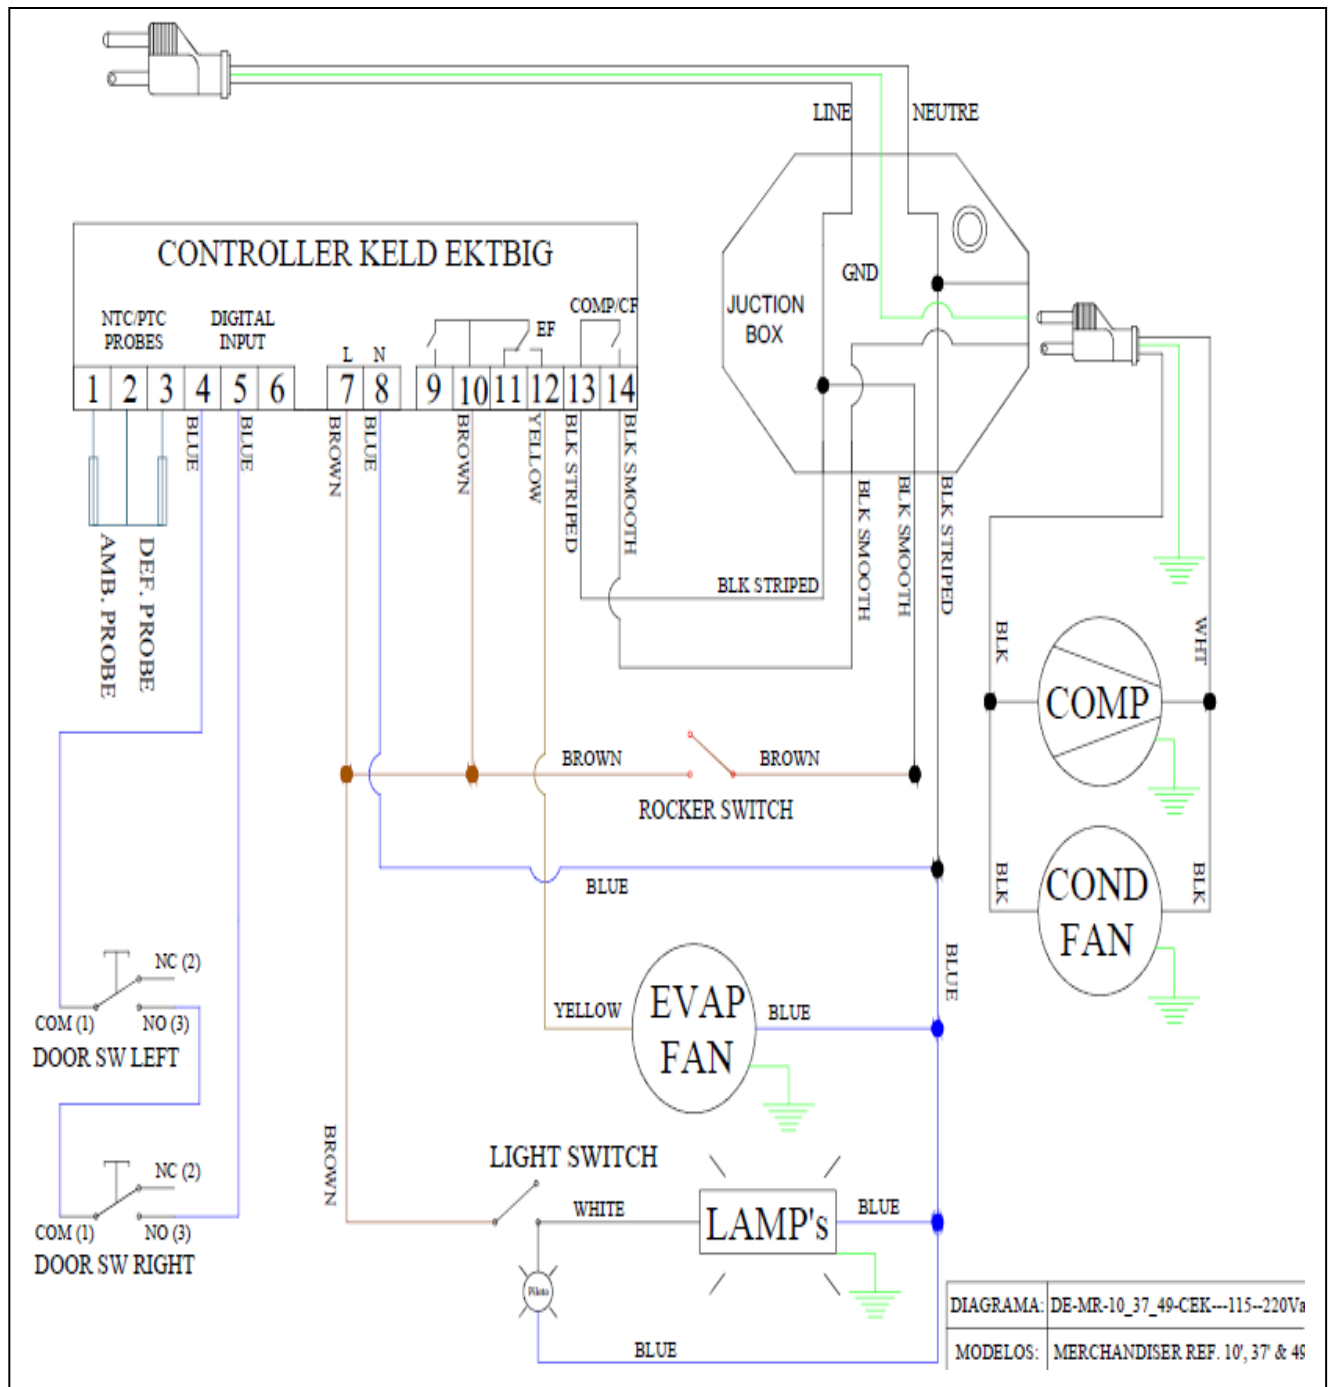 LINE
NEUTRE
CONTROLLER KELD EKTBIG
NTC/PTC
PROBES
DIGITAL
INPUT
L
N
EF
COMP/CF
1 2 3 4 5 6 7 8 9 10 11 12 13 14
GND
JUCTION
BOX
BLUE
BLUE
BROWN
BLUE
BROWN
YELLOW
BLK STRIPED
BLK SMOOTH
BLK SMOOTH
BLK SMOOTH
BLK STRIPED
AMB. PROBE
DEF. PROBE
BLK STRIPED
BLK
WHT
COMP
BROWN
BROWN
ROCKER SWITCH
BLUE
BLK
COND
FAN
BLK
BLUE
NC (2)
COM (1)
NO (3)
DOOR SW LEFT
YELLOW
EVAP
FAN
BLUE
BROWN
LIGHT SWITCH
NC (2)
COM (1)
NO (3)
DOOR SW RIGHT
WHITE
LAMP's
BLUE
Piloto
BLUE
DIAGRAMA: DE-MR-10_37_49-CEK---115--220Va
MODELOS: MERCHANDISER REF. 10', 37' & 49